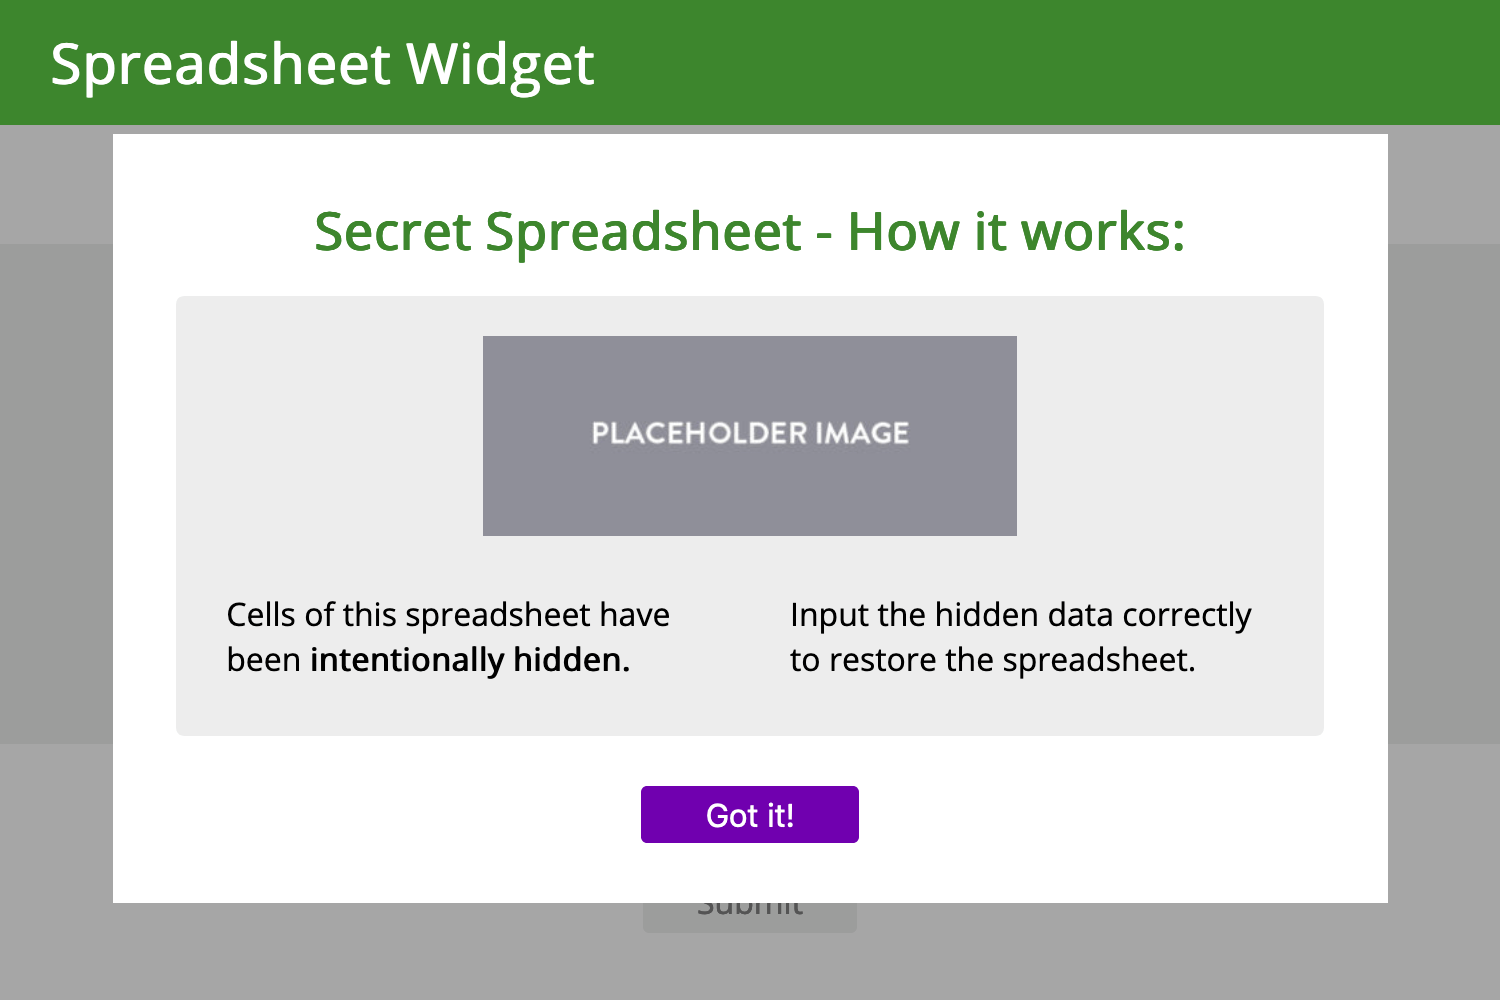 Spreadsheet Widget
Secret Spreadsheet - How it works:
PLACEHOLDER IMAGE
Cells of this spreadsheet have
been intentionally hidden.
Input the hidden data correctly
to restore the spreadsheet.
Got it!
Submit